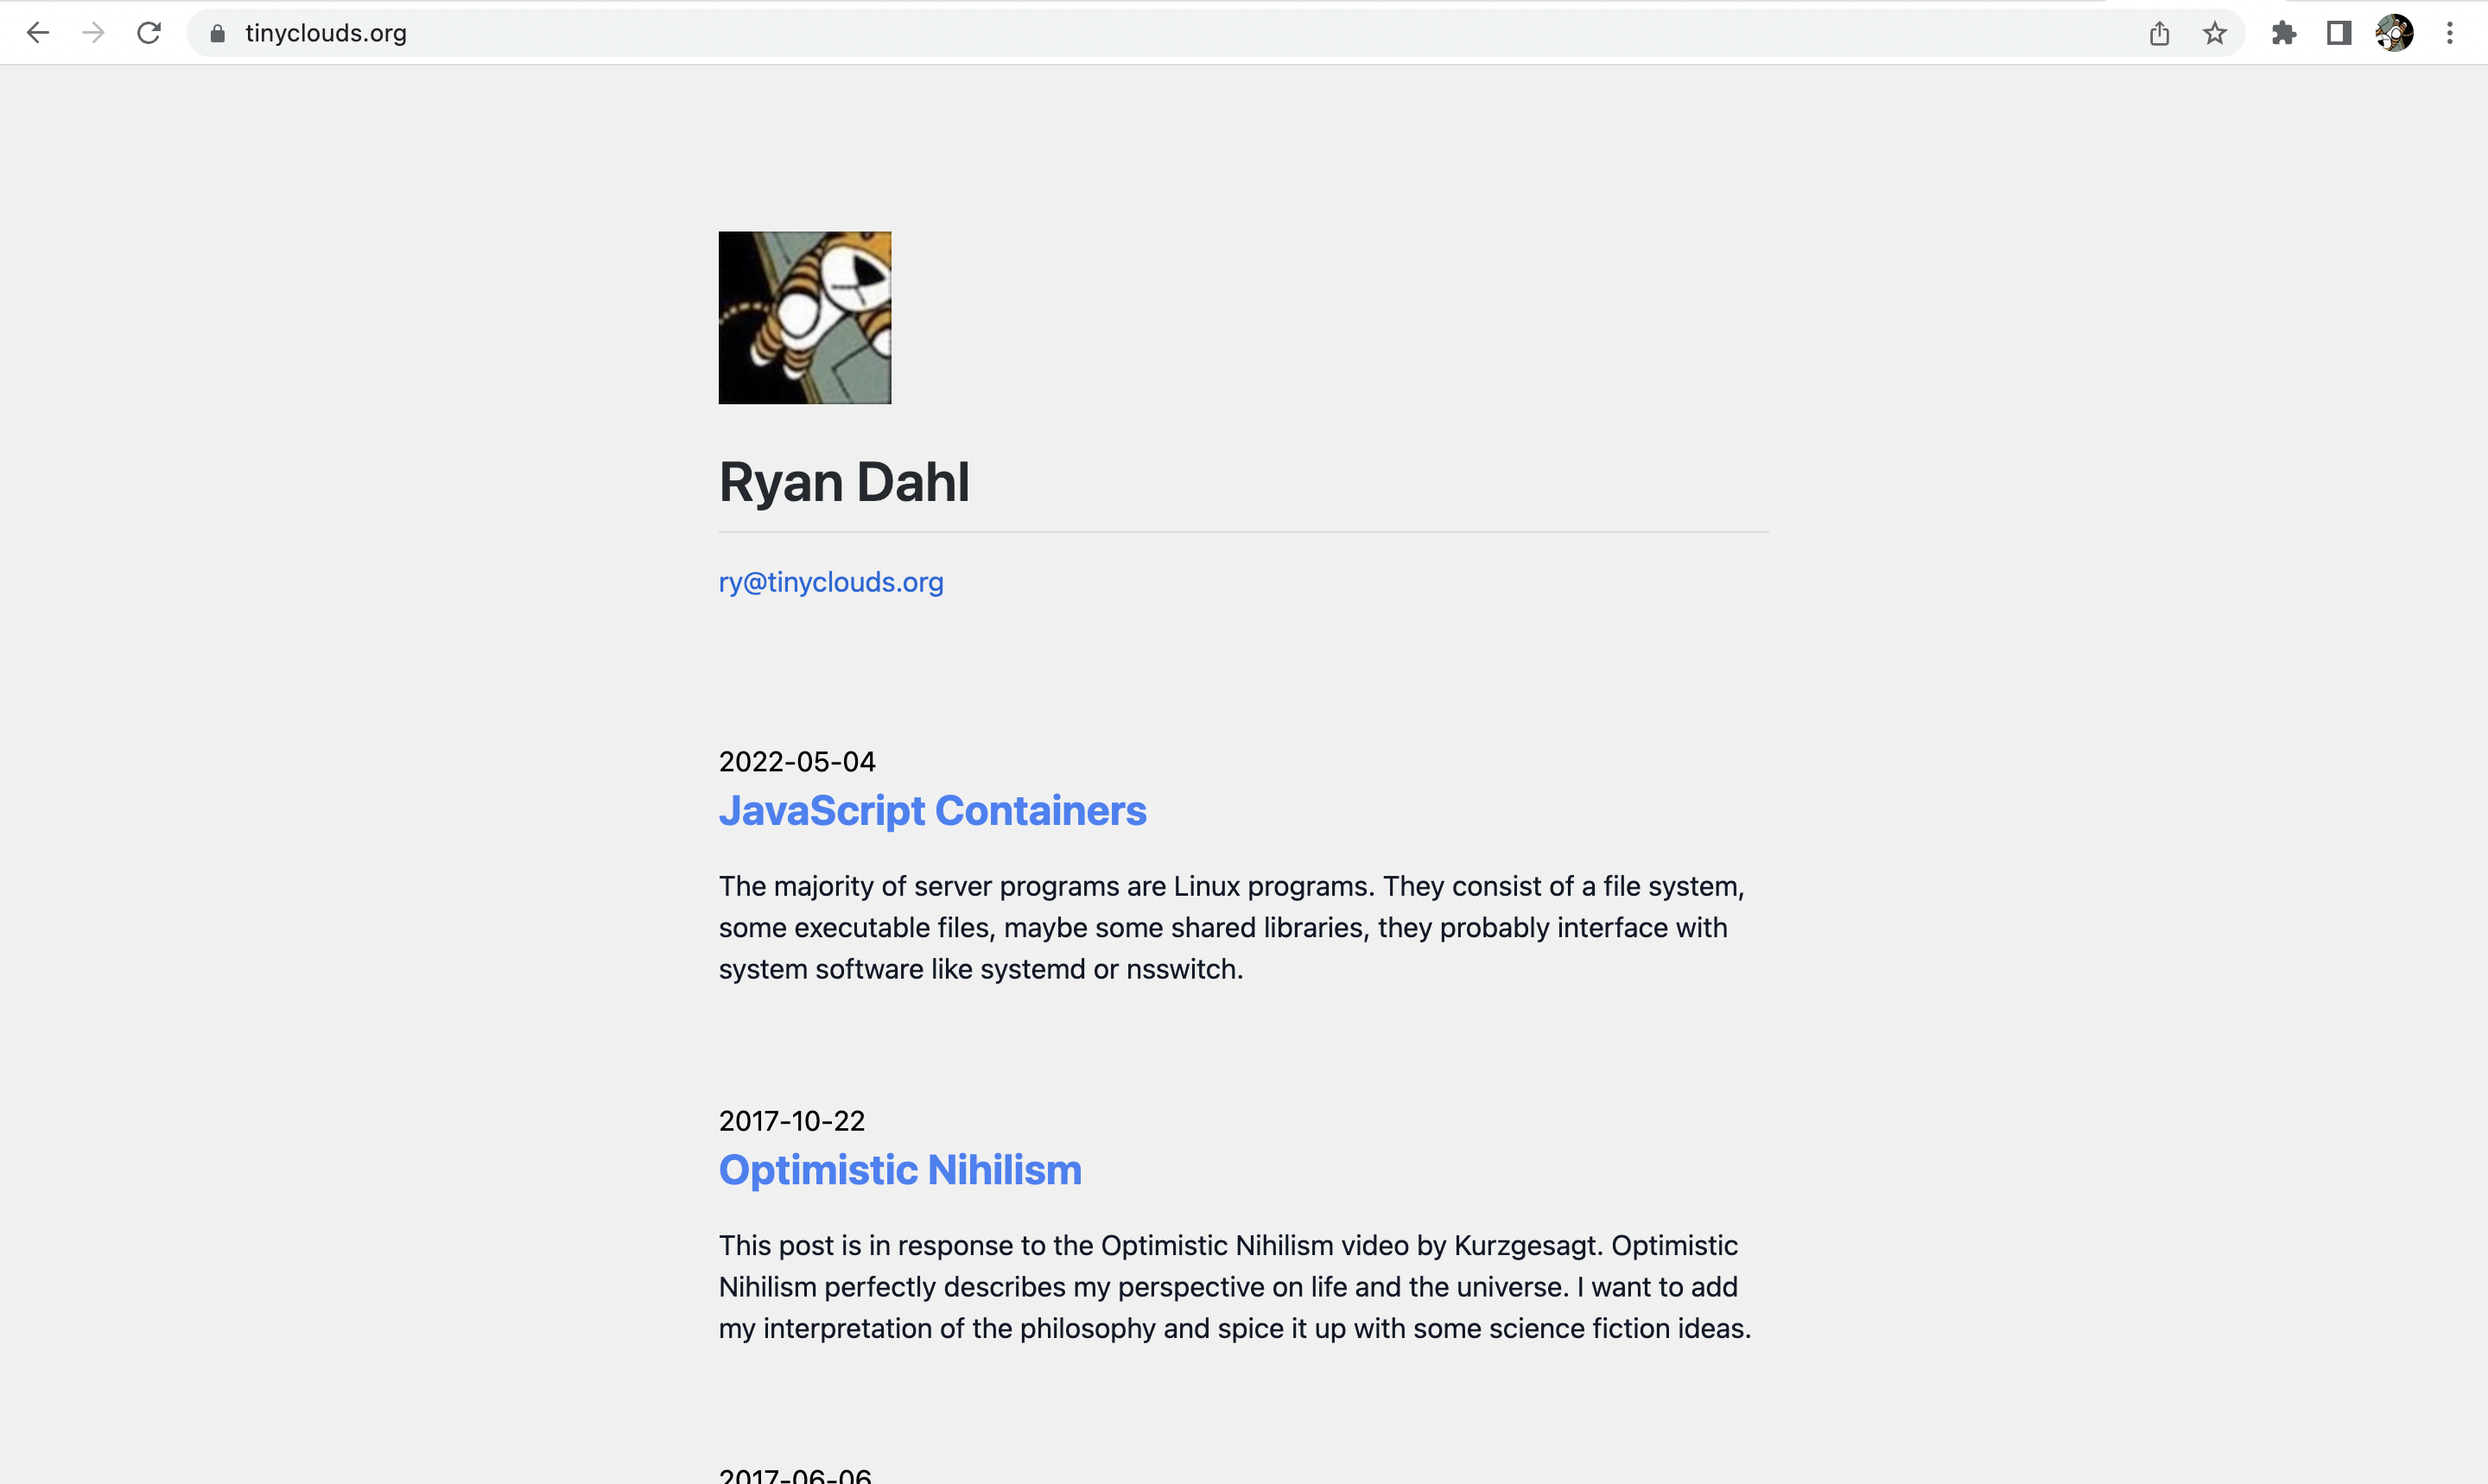 tinyclouds.org
Ryan Dahl
ry@tinyclouds.org
2022-05-04
JavaScript Containers
The majority of server programs are Linux programs. They consist of a file system,
some executable files, maybe some shared libraries, they probably interface with
system software like systemd or nsswitch.
2017-10-22
Optimistic Nihilism
This post is in response to the Optimistic Nihilism video by Kurzgesagt. Optimistic
Nihilism perfectly describes my perspective on life and the universe. I want to add
my interpretation of the philosophy and spice it up with some science fiction ideas.
2017-06-06